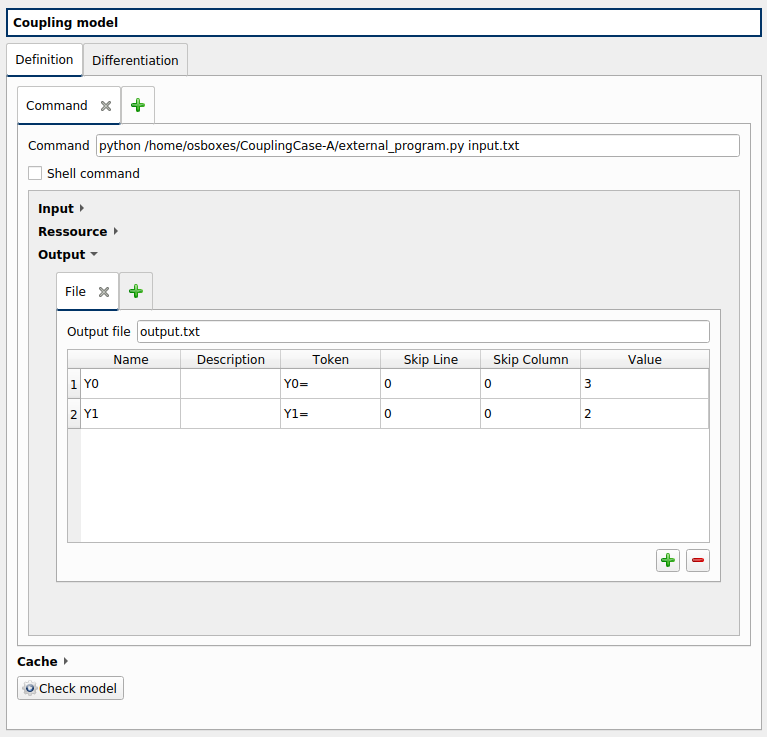 Coupling model
Definition Differentiation
Command
Command python /home/osboxes/CouplingCase-A/external_program.py input.txt
Shell command
Input
Ressource
Output
File
Output file output.txt
Name Description Token Skip Line Skip Column Value
1 Y0 Y0= 0 0 3
2 Y1 Y1= 0 0 2
Cache
Check model